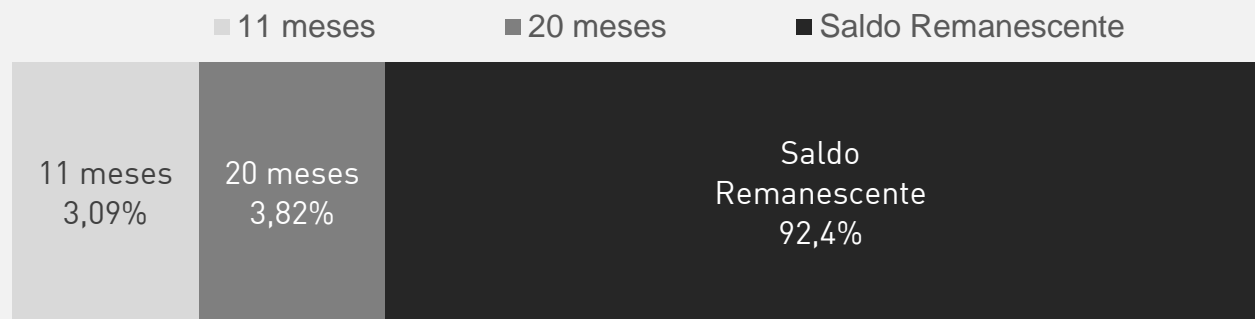 11 meses
20 meses
Saldo Remanescente
11 meses
3,09%
20 meses
3,82%
Saldo
Remanescente
92,4%